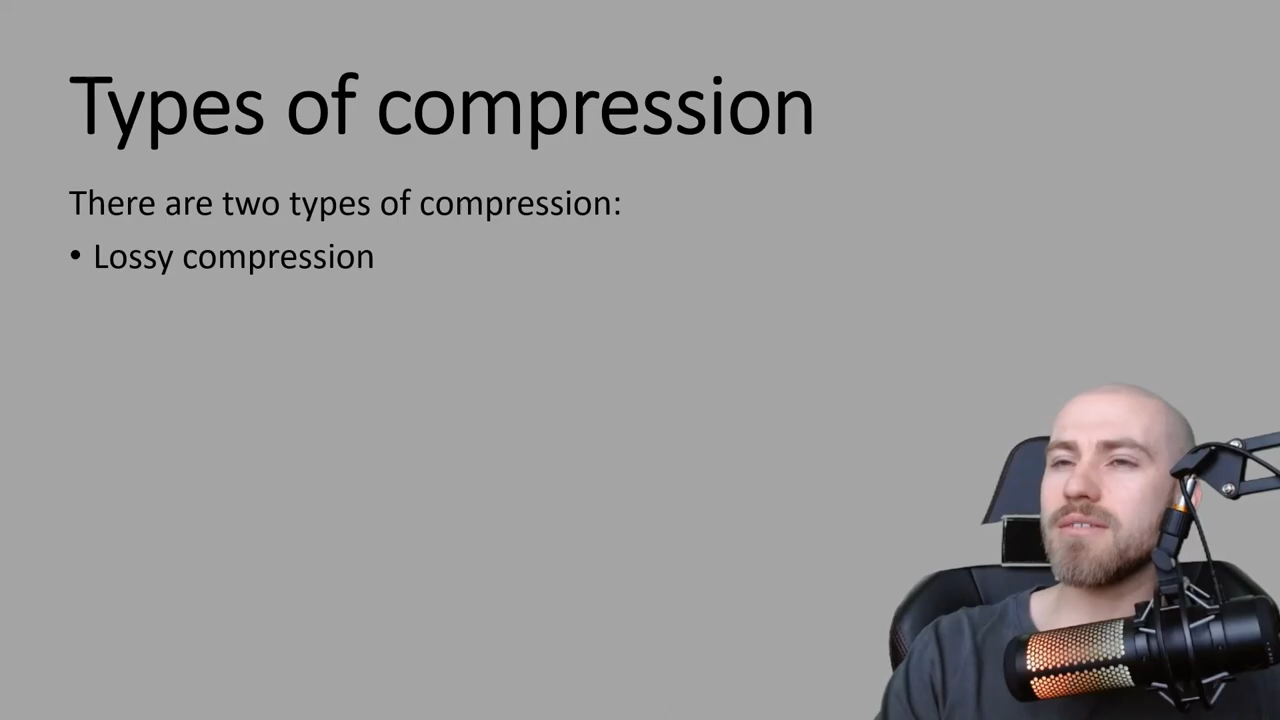 Types of compression
There are two types of compression:
• Lossy compression